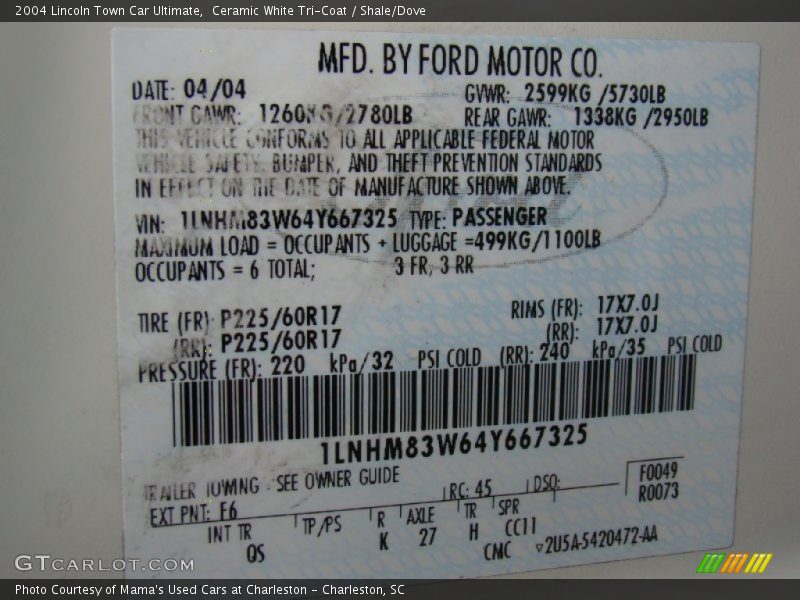 2004 Lincoln Town Car Ultimate,  Ceramic White Tri-Coat / Shale/Dove
MFD. BY FORD MOTOR CO.
DATE: 04/04 GVWR: 2599KG /5730LB
FRONT GAWR: 1260KG/2780LB REAR GAWR: 1338KG /2950LB
THIS VEHICLE CONFORMS TO ALL APPLICABLE FEDERAL MOTOR
VEHICLE SAFETY, BUMPER, AND THEFT PREVENTION STANDARDS
IN EFFECT ON THE DATE OF MANUFACTURE SHOWN ABOVE.
VIN: 1LNHM83W64Y667325 TYPE: PASSENGER
MAXIMUM LOAD = OCCUPANTS + LUGGAGE =499KG/1100LB
OCCUPANTS = 6 TOTAL; 3 FR, 3 RR
TIRE (FR): P225/60R17 RIMS (FR): 17X7.0J
(RR): P225/60R17 (RR): 17X7.0J
PRESSURE (FR): 220 kPa/32 PSI COLD (RR): 240 kPa/35 PSI COLD
1LNHM83W64Y667325
TRAILER TOWING - SEE OWNER GUIDE
EXT PNT: F6 RC: 45 DSO: F0049
R0073
INT TR TP/PS R AXLE TR SPR
OS K 27 H CC11
CMC ▽2U5A-5420472-AA
GTCARLOT.COM
Photo Courtesy of Mama's Used Cars at Charleston - Charleston, SC